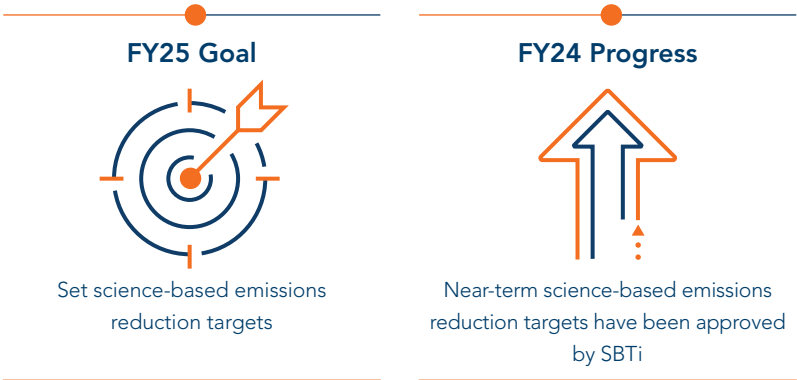 FY25 Goal
Set science-based emissions
reduction targets
FY24 Progress
Near-term science-based emissions
reduction targets have been approved
by SBTi